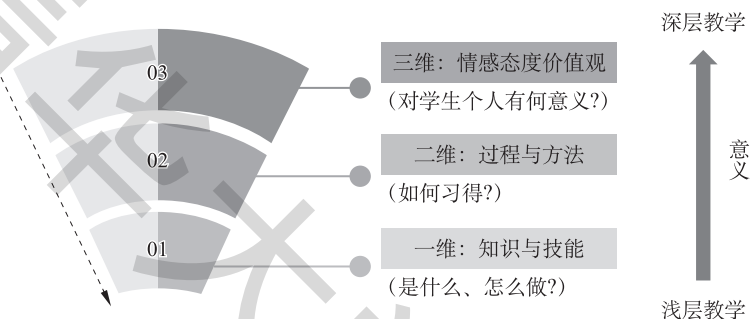 深层教学
03
三维：情感态度价值观
（对学生个人有何意义?）
02
二维：过程与方法
（如何习得?）
意义
01
一维：知识与技能
（是什么、怎么做?）
浅层教学